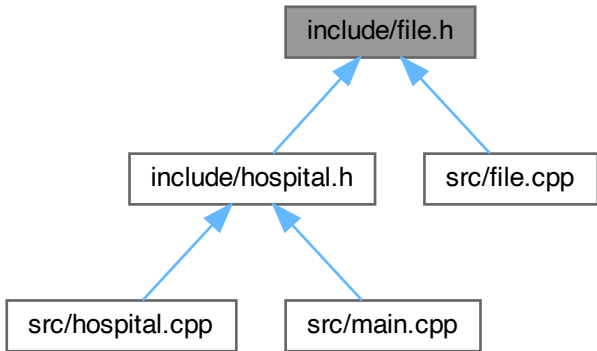 include/file.h
include/hospital.h
src/file.cpp
src/hospital.cpp
src/main.cpp